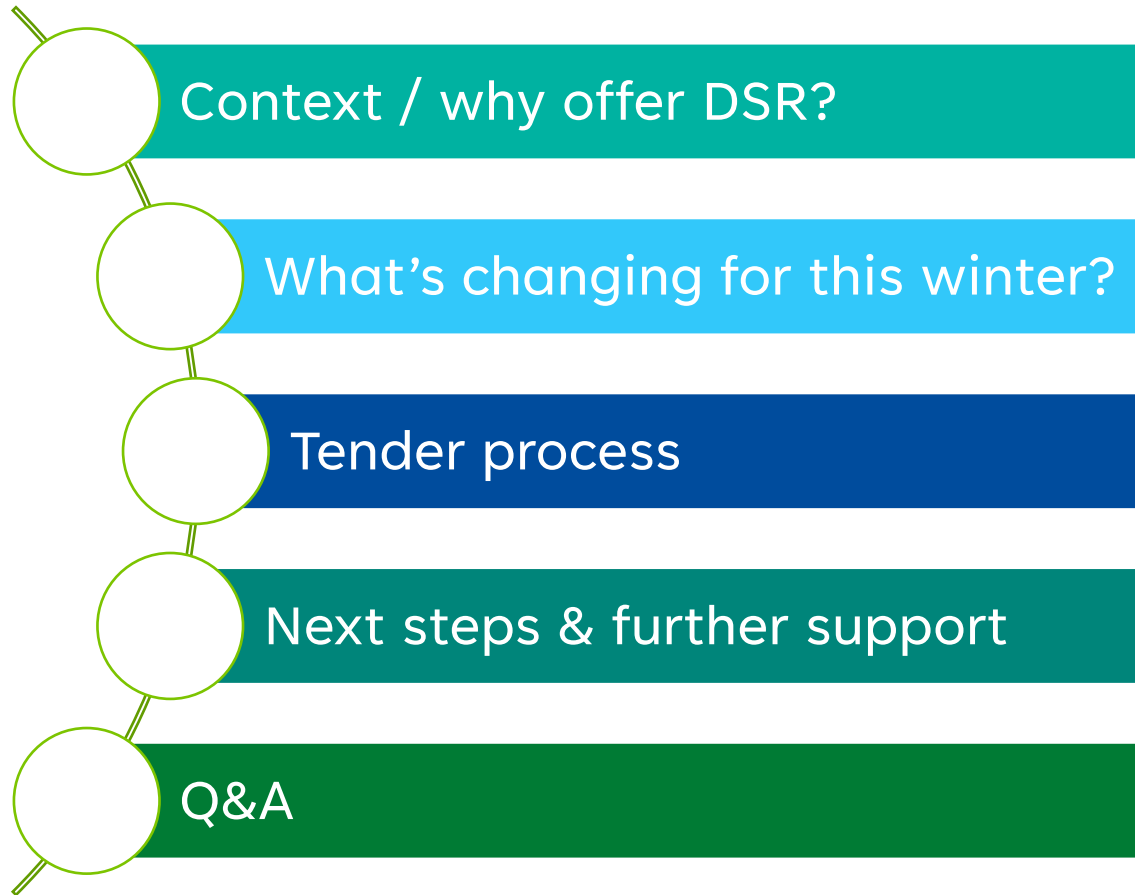 Context / why offer DSR?
What’s changing for this winter?
Tender process
Next steps & further support
Q&A